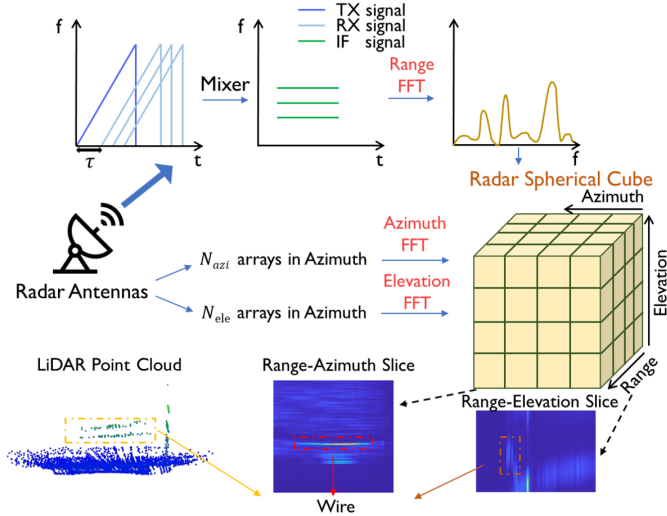 f
TX signal
RX signal
IF signal
f
Mixer
Range
FFT
τ
t
t
f
Radar Spherical Cube
Azimuth
Azimuth
FFT
N_azi arrays in Azimuth
Elevation
Radar Antennas
Elevation
FFT
N_ele arrays in Azimuth
Range
LiDAR Point Cloud
Range-Azimuth Slice
Range-Elevation Slice
Wire